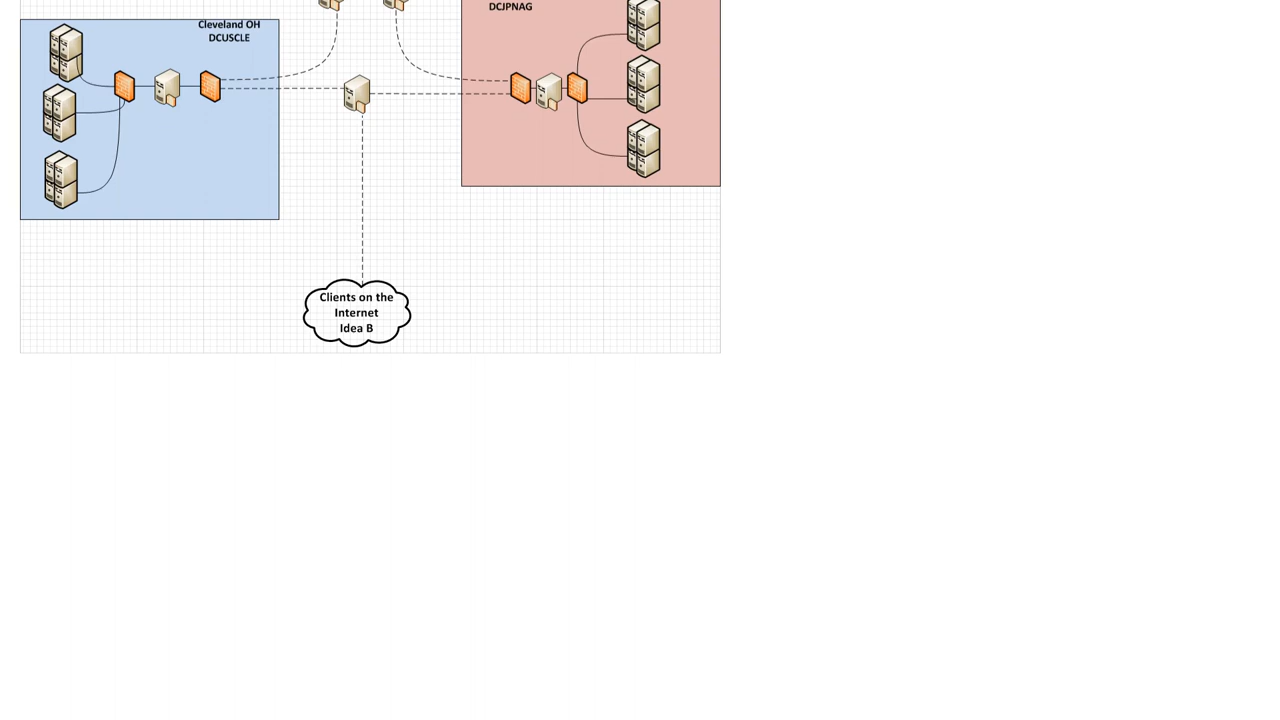 Cleveland OH
DCUSCLE
DCJPNAG
Clients on the
Internet
Idea B